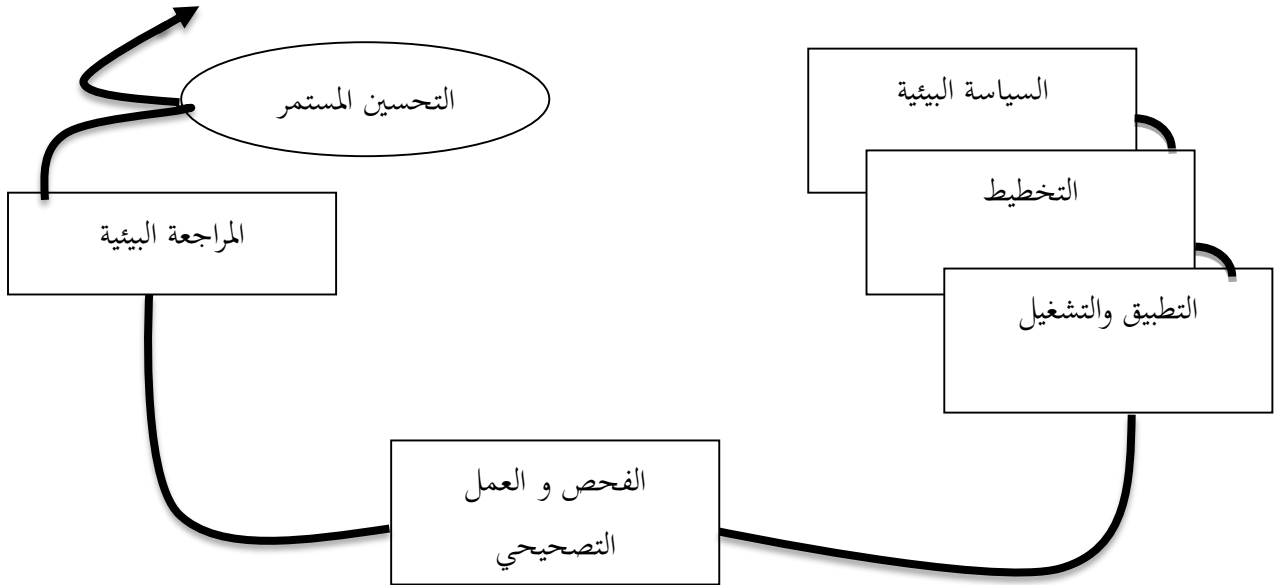 السياسة البيئية
التخطيط
التطبيق والتشغيل
الفحص و العمل
التصحيحي
المراجعة البيئية
التحسين المستمر